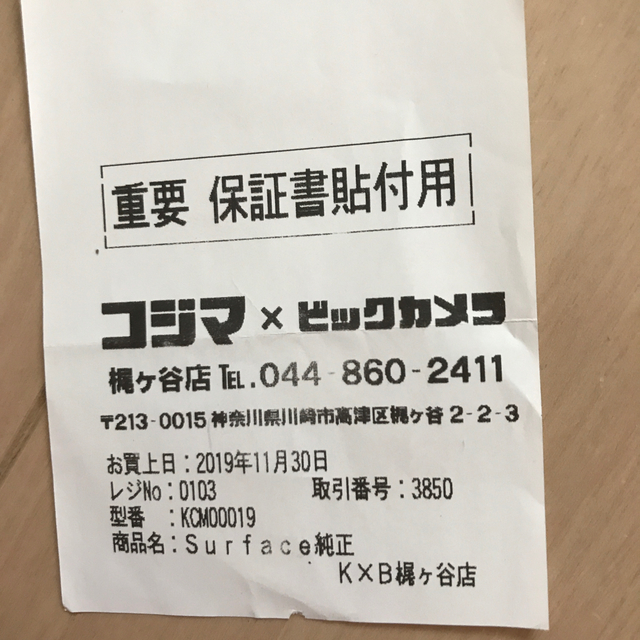 重要 保証書貼付用
コジマ×ビックカメラ
梶ヶ谷店 TEL.044-860-2411
〒213-0015 神奈川県川崎市高津区梶ヶ谷2-2-3
お買上日:2019年11月30日
レジNo:0103 取引番号:3850
型番 :KCM00019
商品名:Surface純正
K×B梶ヶ谷店